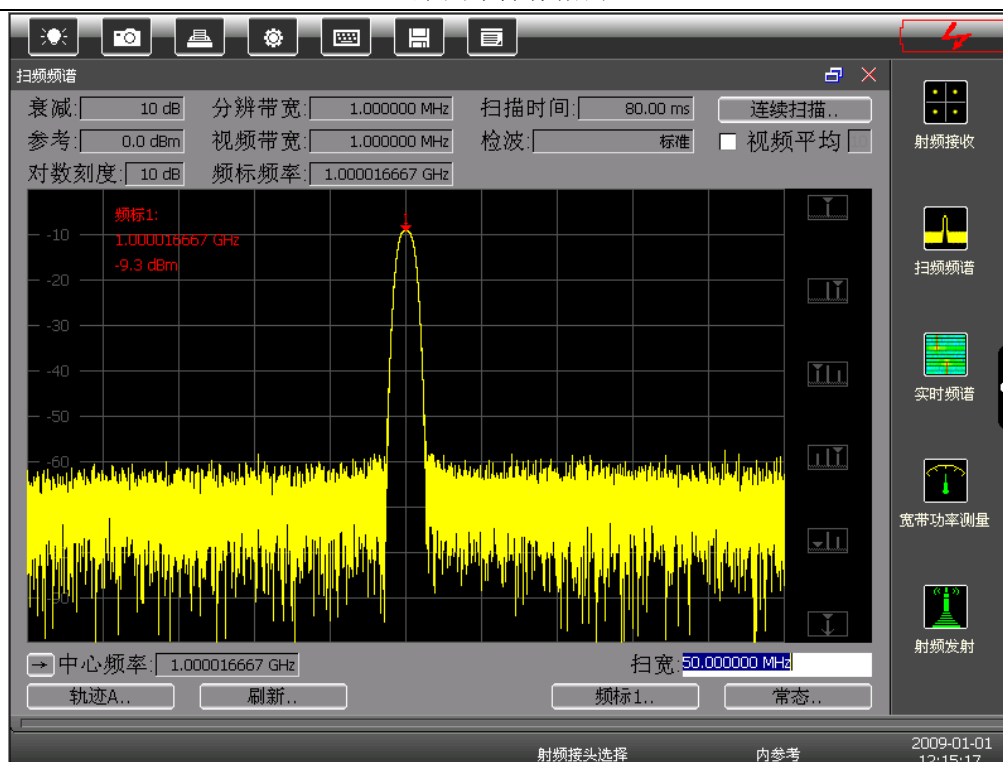 扫频频谱
衰减: 10 dB 分辨带宽: 1.000000 MHz 扫描时间: 80.00 ms 连续扫描..
参考: 0.0 dBm 视频带宽: 1.000000 MHz 检波: 标准 视频平均
对数刻度: 10 dB 频标频率: 1.000016667 GHz
频标1:
1.000016667 GHz
-9.3 dBm
1
-10
-20
-30
-40
-50
-60
-90
中心频率: 1.000016667 GHz 扫宽: 50.000000 MHz
轨迹A.. 刷新.. 频标1.. 常态..
射频接收
扫频频谱
实时频谱
宽带功率测量
射频发射
射频接头选择 内参考 2009-01-01
12:15:17